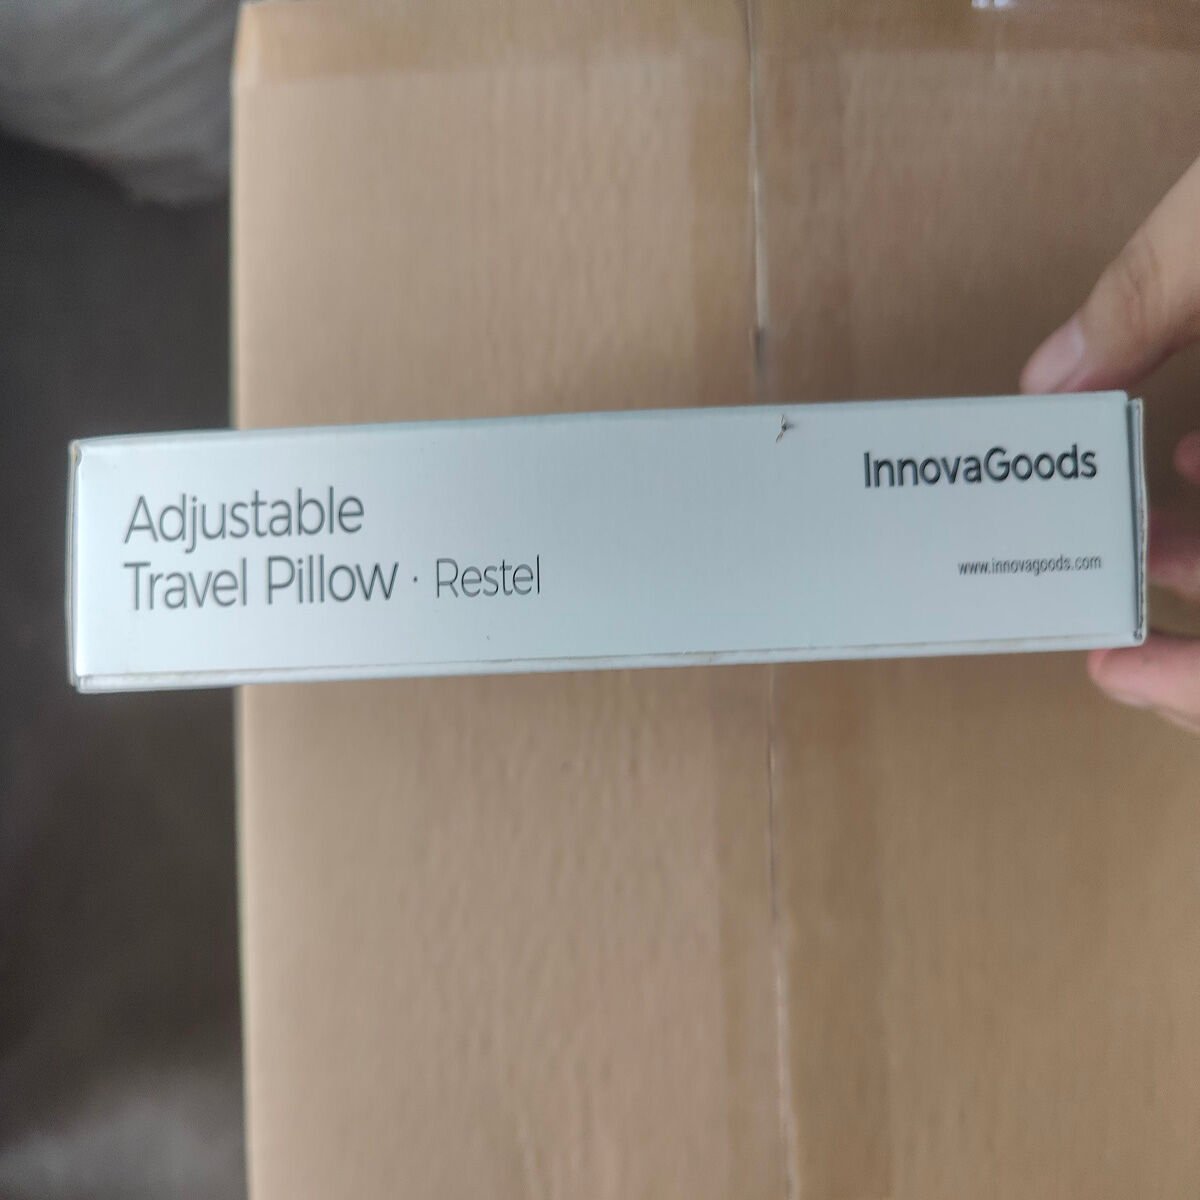 Adjustable
Travel Pillow · Restel
InnovaGoods
www.innovagoods.com